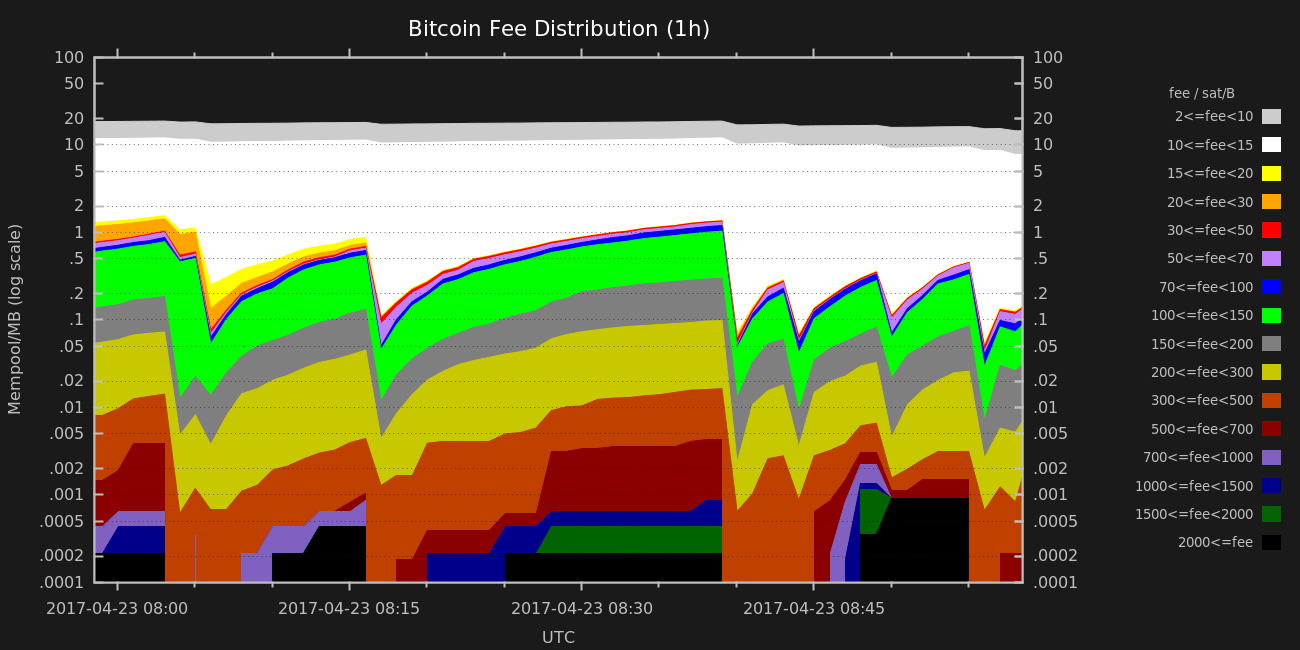 Bitcoin Fee Distribution (1h)
100 100
50 50
20 20
10 10
5 5
2 2
1 1
.5 .5
.2 .2
.1 .1
.05 .05
.02 .02
.01 .01
.005 .005
.002 .002
.001 .001
.0005 .0005
.0002 .0002
.0001 .0001
Mempool/MB (log scale)
2017-04-23 08:00 2017-04-23 08:15 2017-04-23 08:30 2017-04-23 08:45
UTC
fee / sat/B
2<=fee<10
10<=fee<15
15<=fee<20
20<=fee<30
30<=fee<50
50<=fee<70
70<=fee<100
100<=fee<150
150<=fee<200
200<=fee<300
300<=fee<500
500<=fee<700
700<=fee<1000
1000<=fee<1500
1500<=fee<2000
2000<=fee